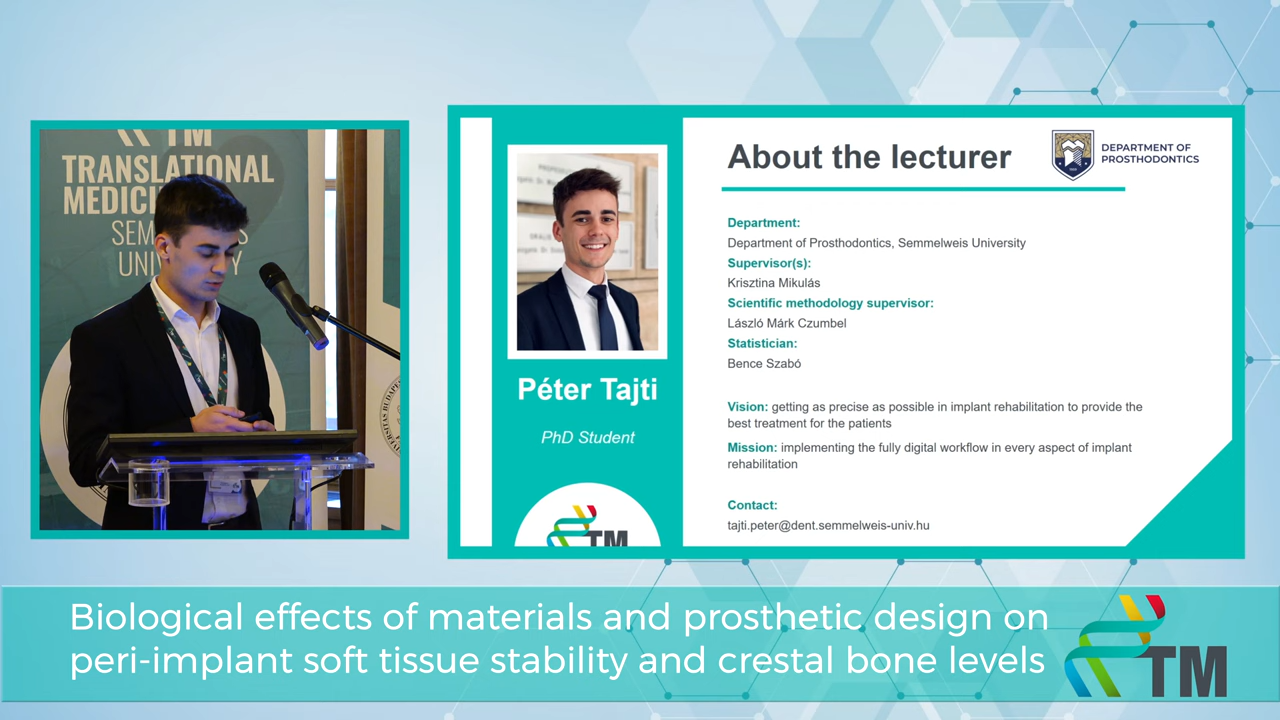 TM
TRANSLATIONAL
SEM
About the lecturer
DEPARTMENT OF
PROSTHODONTICS
Department:
Department of Prosthodontics, Semmelweis University
Supervisor(s):
Krisztina Mikulás
Scientific methodology supervisor:
László Márk Czumbel
Statistician:
Bence Szabó
Péter Tajti
PhD Student
Vision: getting as precise as possible in implant rehabilitation to provide the
best treatment for the patients
Mission: implementing the fully digital workflow in every aspect of implant
rehabilitation
Contact:
tajti.peter@dent.semmelweis-univ.hu
TM
Biological effects of materials and prosthetic design on
peri-implant soft tissue stability and crestal bone levels
TM